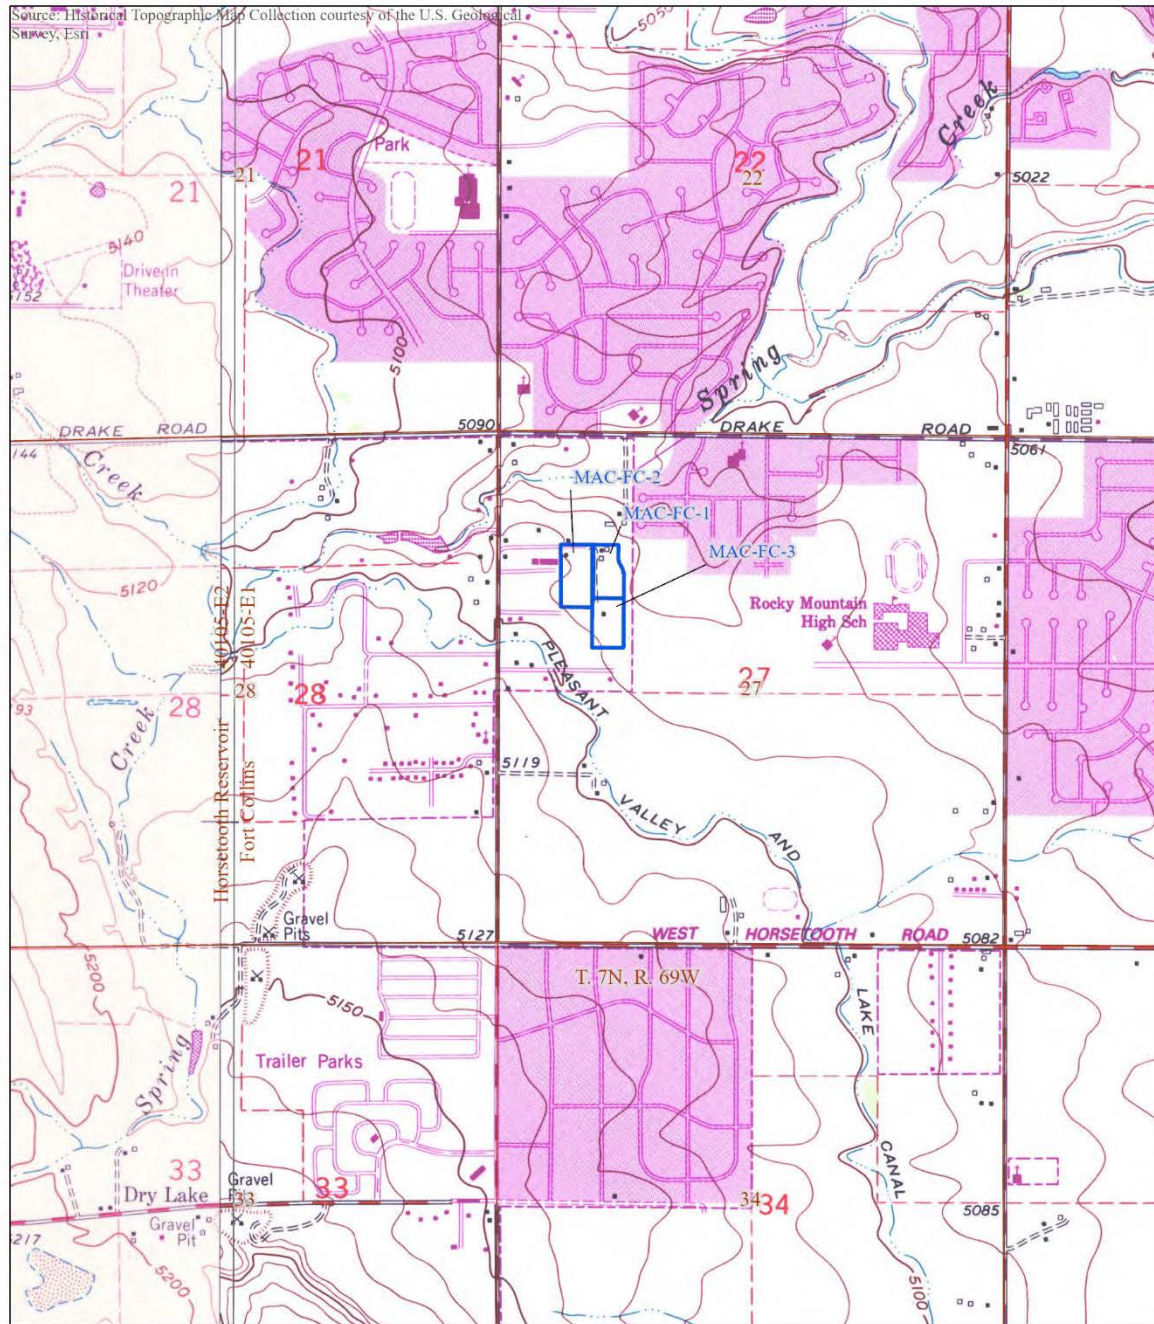 Source: Historical Topographic Map Collection courtesy of the U.S. Geological
Survey, Esri
5050
Creek
Park
21
21
22
22
21
5022
5140
Drive-in
Theater
5152
5100
Spring
5090
DRAKE ROAD
DRAKE ROAD
5061
Creek
MAC-FC-2
MAC-FC-1
MAC-FC-3
5120
40105-E2
40105-E1
Rocky Mountain
High Sch
PLEASANT
27
27
28
28
28
93
Creek
5119
VALLEY AND
Horsetooth Reservoir
Fort Collins
Gravel
Pits
5127
WEST HORSETOOTH ROAD
5082
T. 7N, R. 69W
5200
5150
LAKE
Trailer Parks
Spring
CANAL
33
Dry Lake
Gravel
33
33
34
34
5085
Gravel
Pit
5217
5200
5100